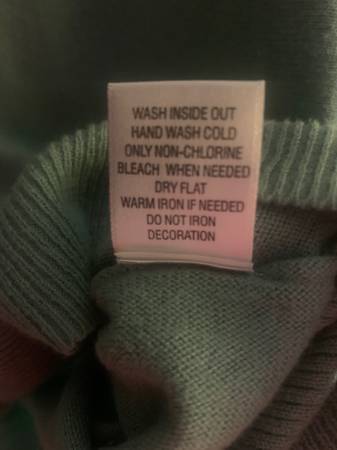 WASH INSIDE OUT
HAND WASH COLD
ONLY NON-CHLORINE
BLEACH WHEN NEEDED
DRY FLAT
WARM IRON IF NEEDED
DO NOT IRON
DECORATION